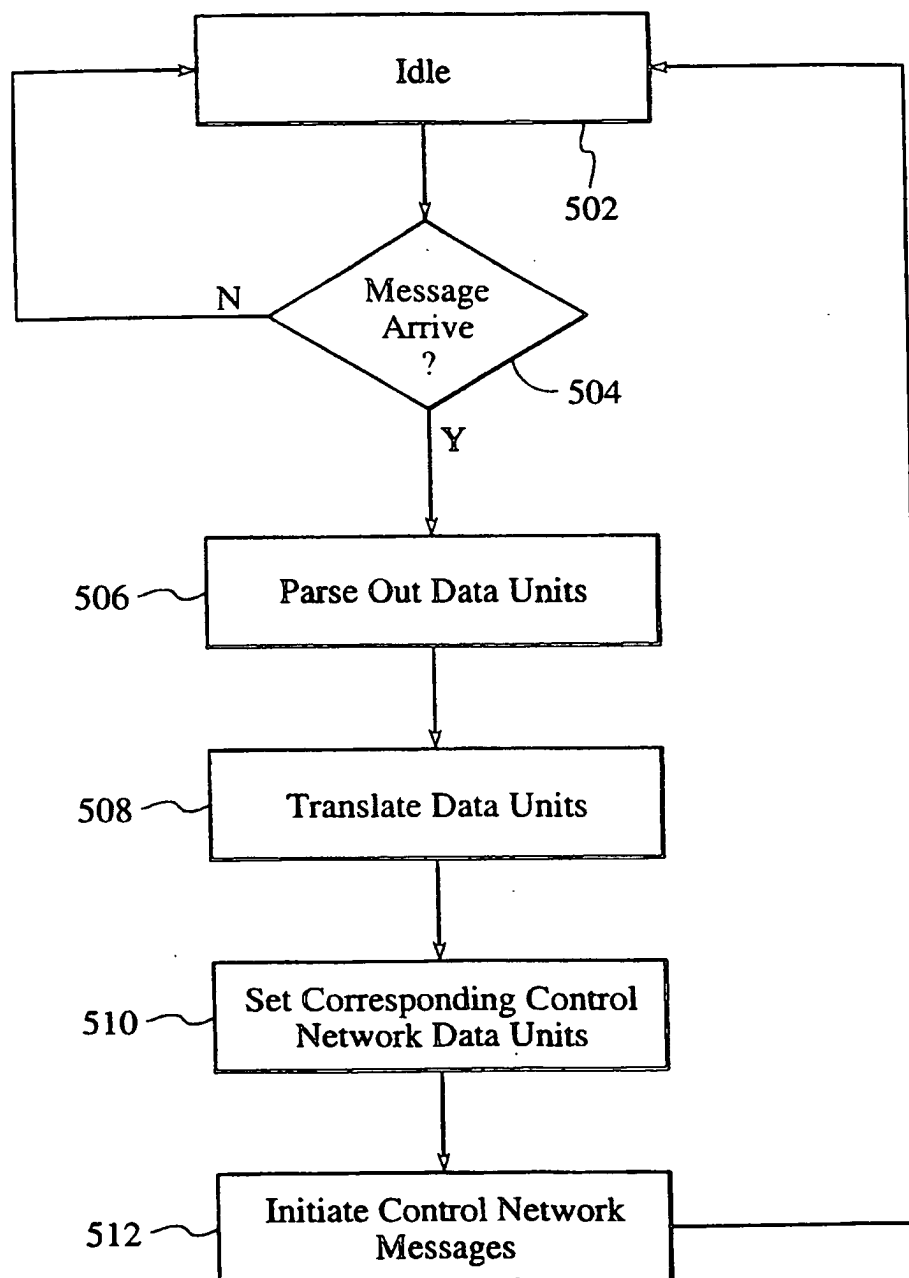 Idle
502
Message
Arrive
?
N
504
Y
506
Parse Out Data Units
508
Translate Data Units
510
Set Corresponding Control
Network Data Units
512
Initiate Control Network
Messages